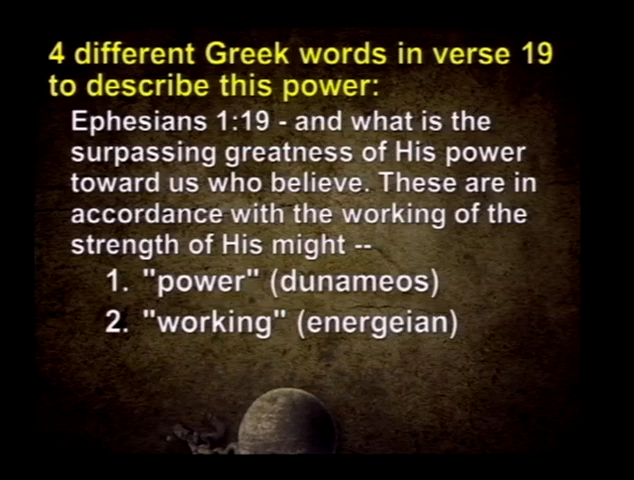 4 different Greek words in verse 19
to describe this power:
Ephesians 1:19 - and what is the
surpassing greatness of His power
toward us who believe. These are in
accordance with the working of the
strength of His might --
1. "power" (dunameos)
2. "working" (energeian)